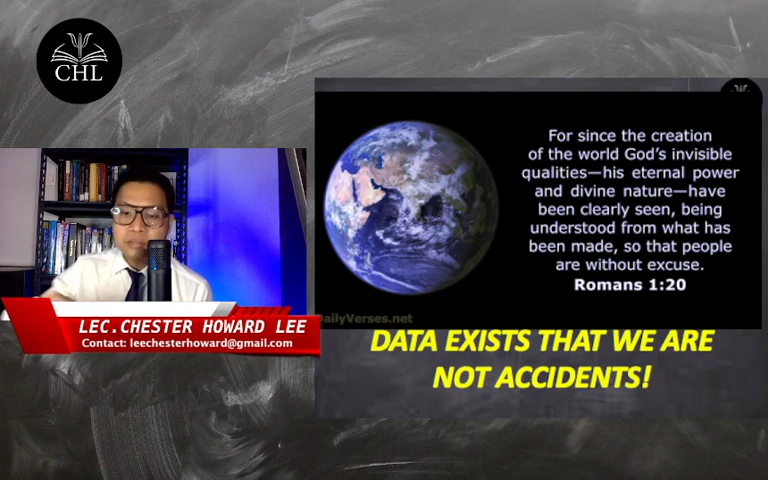 CHL
For since the creation
of the world God's invisible
qualities—his eternal power
and divine nature—have
been clearly seen, being
understood from what has
been made, so that people
are without excuse.
Romans 1:20
DailyVerses.net
DATA EXISTS THAT WE ARE
NOT ACCIDENTS!
LEC.CHESTER HOWARD LEE
Contact: leechesterhoward@gmail.com